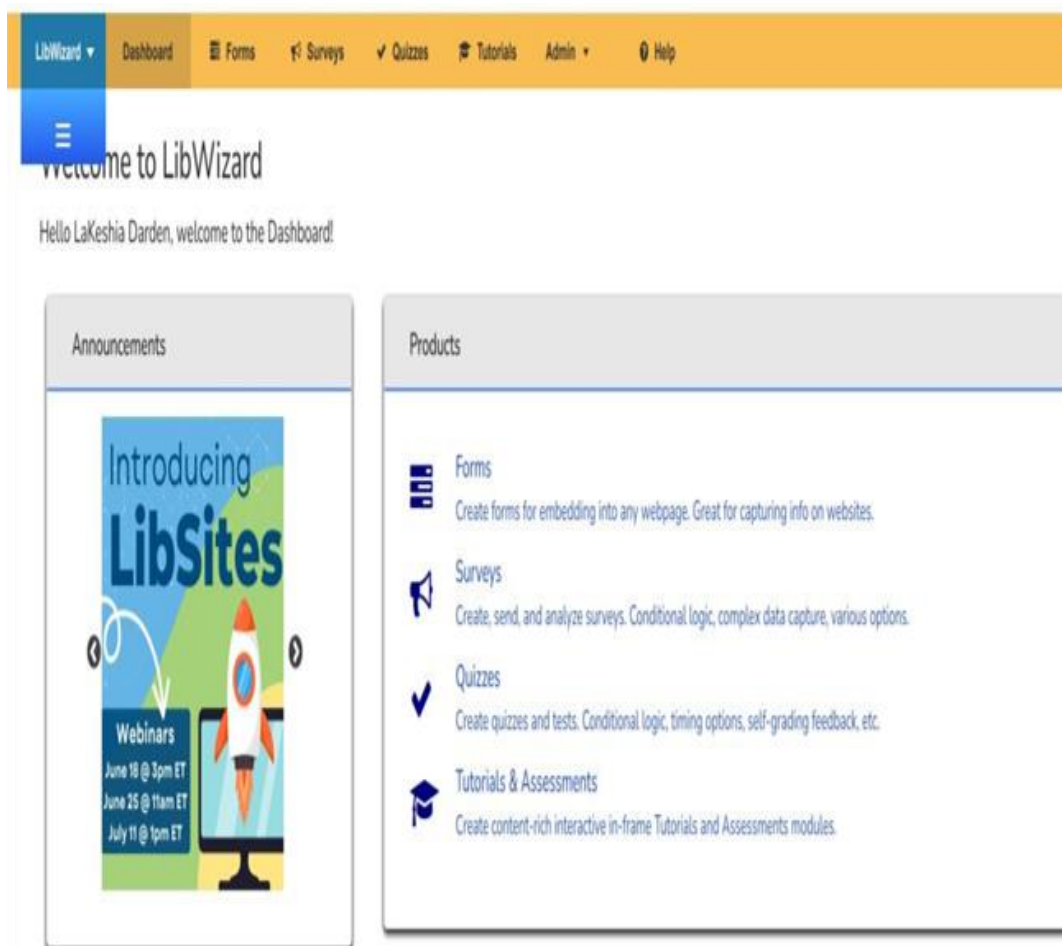 LibWizard Dashboard Forms Surveys Quizzes Tutorials Admin Help
Welcome to LibWizard
Hello LaKeshia Darden, welcome to the Dashboard!
Announcements
Introducing
LibSites
Webinars
June 18 @ 3pm ET
June 25 @ 11am ET
July 11 @ 1pm ET
Products
Forms
Create forms for embedding into any webpage. Great for capturing info on websites.
Surveys
Create, send, and analyze surveys. Conditional logic, complex data capture, various options.
Quizzes
Create quizzes and tests. Conditional logic, timing options, self-grading feedback, etc.
Tutorials & Assessments
Create content-rich interactive in-frame Tutorials and Assessments modules.